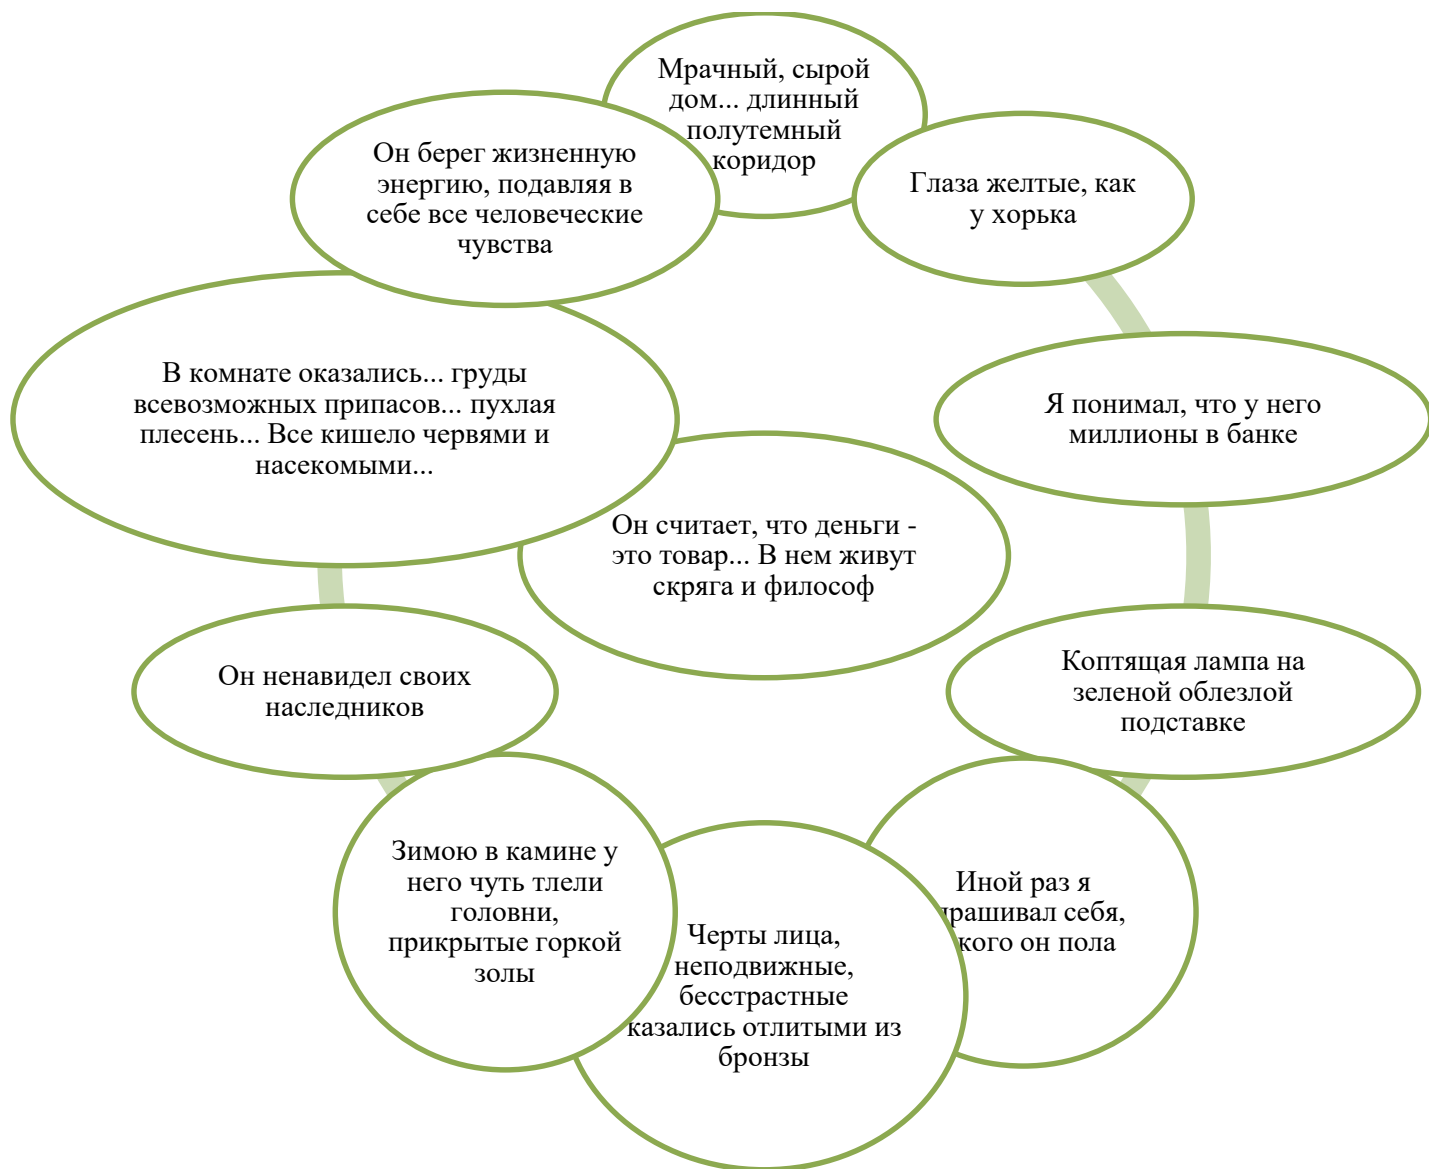 Мрачный, сырой
дом... длинный
полутемный
коридор
Глаза желтые, как
у хорька
Я понимал, что у него
миллионы в банке
Коптящая лампа на
зеленой облезлой
подставке
Иной раз я
себя,
он пола
Черты лица,
неподвижные,
бесстрастные
казались отлитыми из
бронзы
Зимою в камине у
него чуть тлели
головни,
прикрытые горкой
золы
Он ненавидел своих
наследников
В комнате оказались... груды
всевозможных припасов... пухлая
плесень... Все кишело червями и
насекомыми...
Он берег жизненную
энергию, подавляя в
себе все человеческие
чувства
Он считает, что деньги -
это товар... В нем живут
скряга и философ